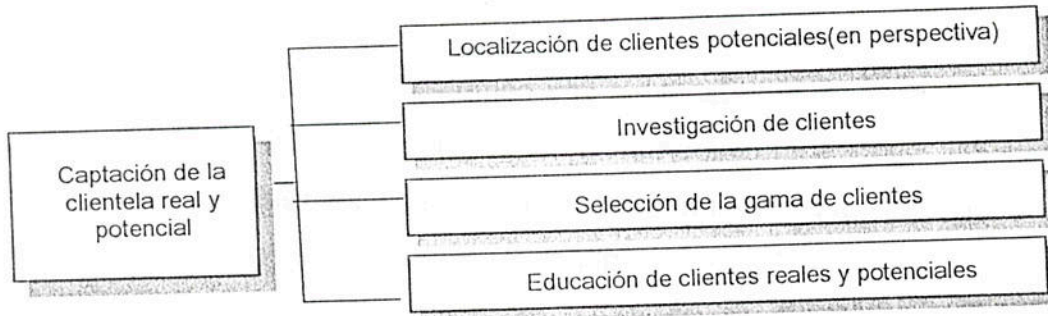 Captación de la
clientela real y
potencial
Localización de clientes potenciales(en perspectiva)
Investigación de clientes
Selección de la gama de clientes
Educación de clientes reales y potenciales